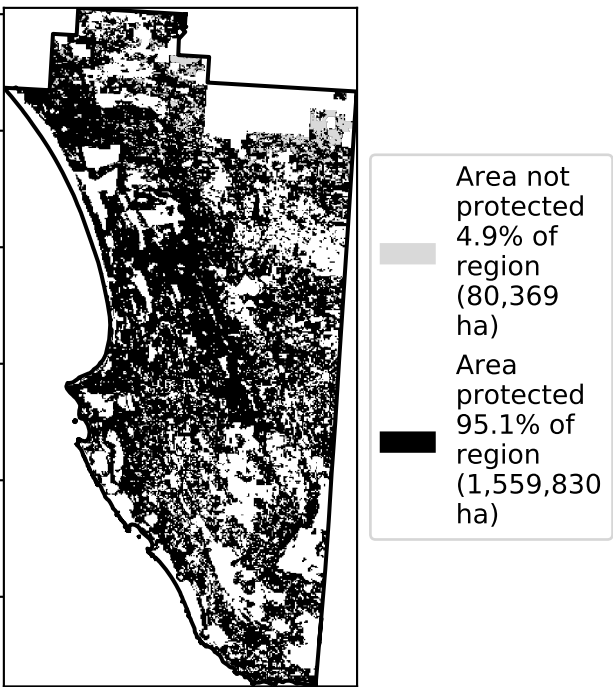 Area not
protected
4.9% of
region
(80,369
ha)
Area
protected
95.1% of
region
(1,559,830
ha)